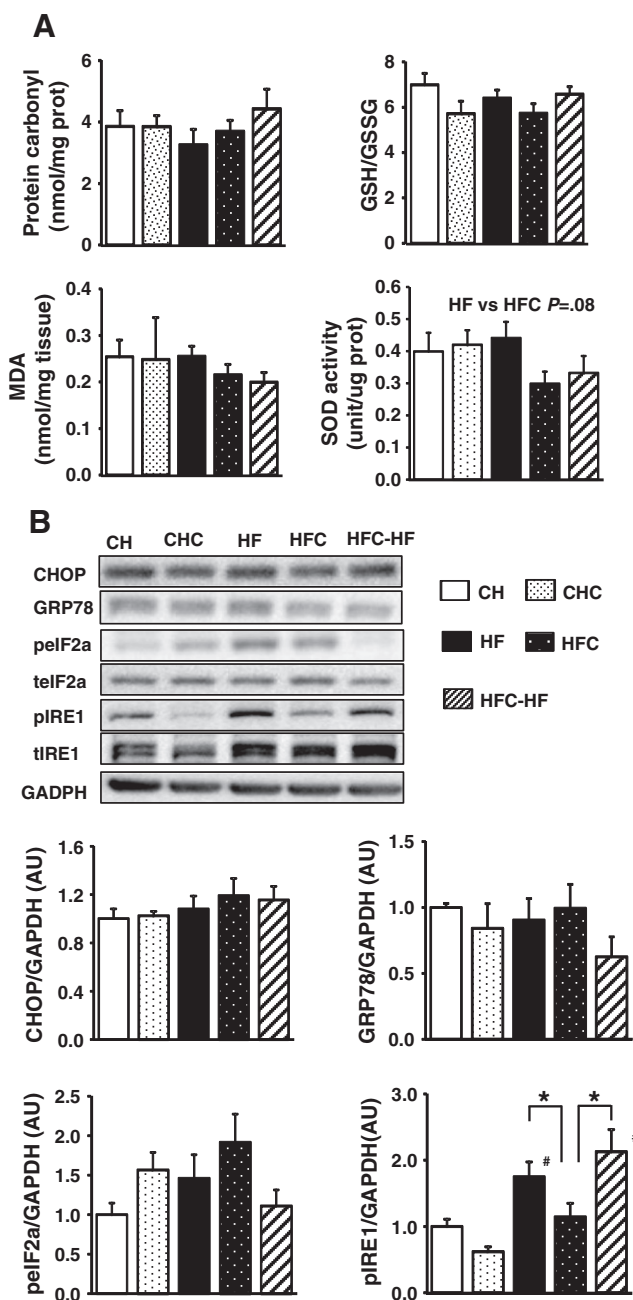 A
Protein carbonyl
(nmol/mg prot)
6
4
2
0
GSH/GSSG
8
6
4
2
0
MDA
(nmol/mg tissue)
0.4
0.3
0.2
0.1
0.0
SOD activity
(unit/ug prot)
0.6
0.5
0.4
0.3
0.2
0.1
0.0
HF vs HFC P=.08
B
CH CHC HF HFC HFC-HF
CHOP
GRP78
peIF2a
teIF2a
pIRE1
tIRE1
GADPH
CH
CHC
HF
HFC
HFC-HF
CHOP/GAPDH (AU)
1.6
1.2
0.8
0.4
0.0
GRP78/GAPDH (AU)
1.5
1.0
0.5
0.0
peIF2a/GAPDH (AU)
2.5
2.0
1.5
1.0
0.5
0.0
pIRE1/GAPDH(AU)
3.0
2.0
1.0
0.0
* *
# #